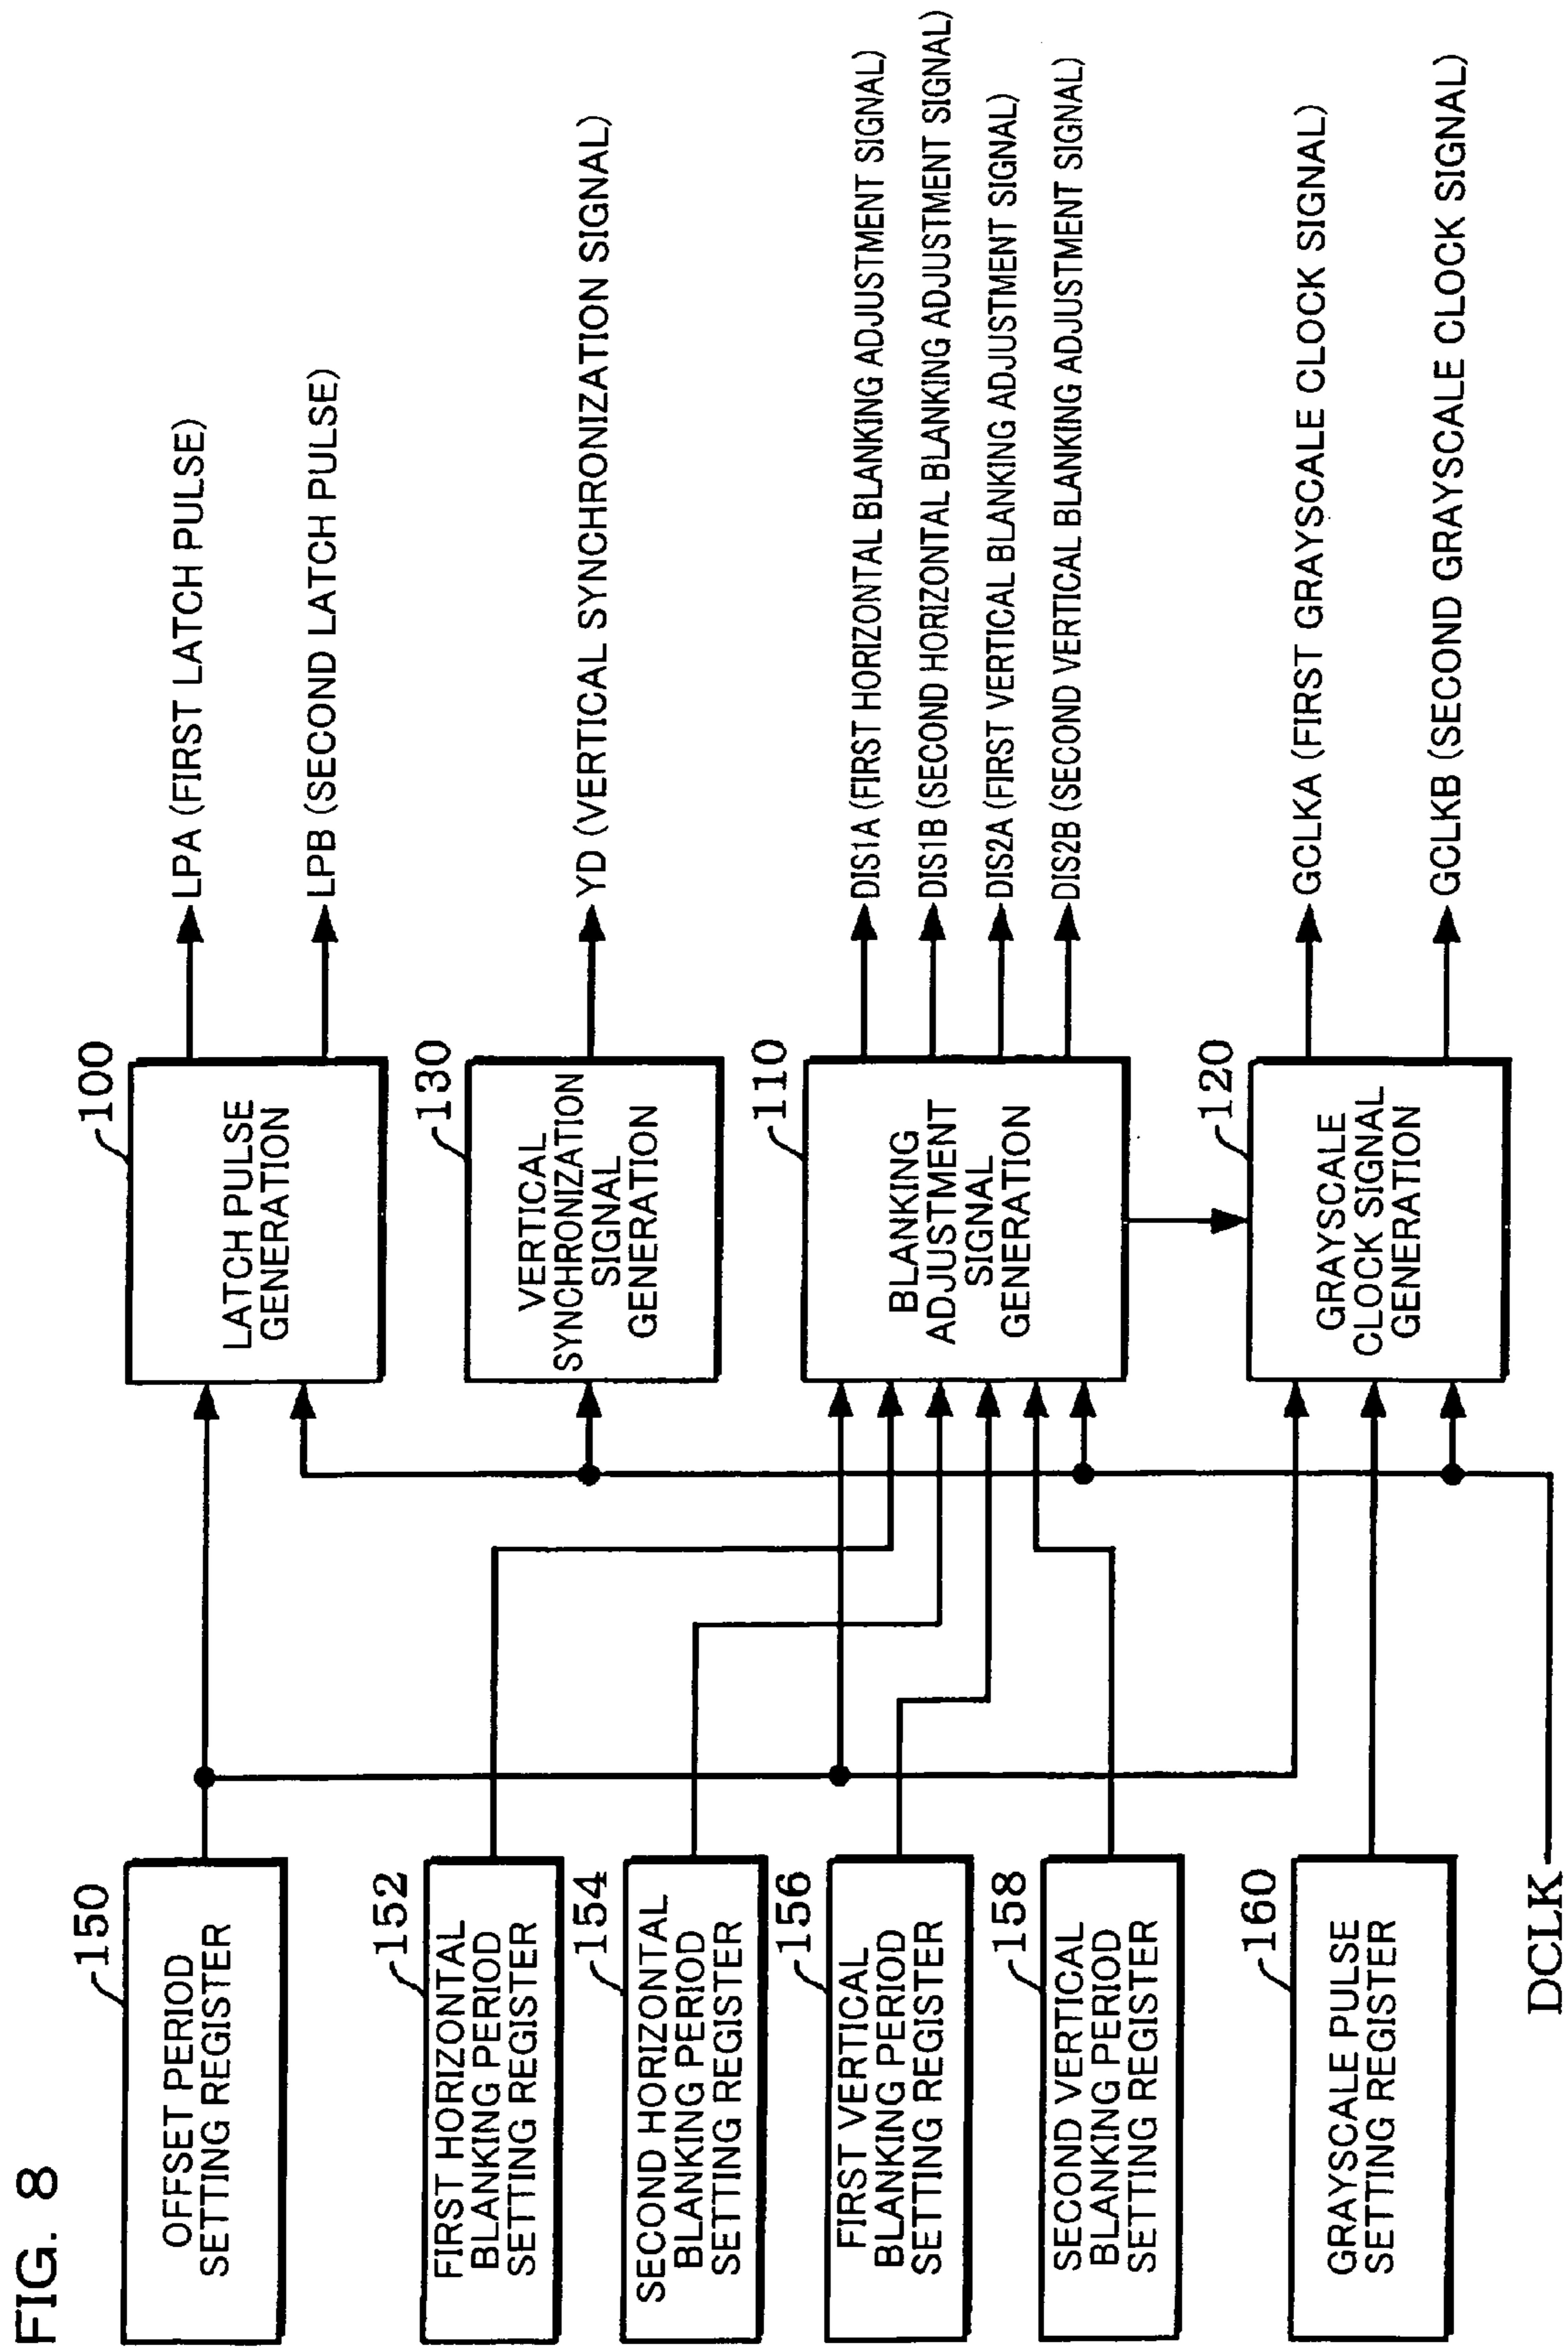 FIG. 8
150
OFFSET PERIOD
SETTING REGISTER
152
FIRST HORIZONTAL
BLANKING PERIOD
SETTING REGISTER
154
SECOND HORIZONTAL
BLANKING PERIOD
SETTING REGISTER
156
FIRST VERTICAL
BLANKING PERIOD
SETTING REGISTER
158
SECOND VERTICAL
BLANKING PERIOD
SETTING REGISTER
160
GRAYSCALE PULSE
SETTING REGISTER
DCLK
100
LATCH PULSE
GENERATION
130
VERTICAL
SYNCHRONIZATION
SIGNAL
GENERATION
110
BLANKING
ADJUSTMENT
SIGNAL
GENERATION
120
GRAYSCALE
CLOCK SIGNAL
GENERATION
LPA (FIRST LATCH PULSE)
LPB (SECOND LATCH PULSE)
YD (VERTICAL SYNCHRONIZATION SIGNAL)
DIS1A (FIRST HORIZONTAL BLANKING ADJUSTMENT SIGNAL)
DIS1B (SECOND HORIZONTAL BLANKING ADJUSTMENT SIGNAL)
DIS2A (FIRST VERTICAL BLANKING ADJUSTMENT SIGNAL)
DIS2B (SECOND VERTICAL BLANKING ADJUSTMENT SIGNAL)
GCLKA (FIRST GRAYSCALE CLOCK SIGNAL)
GCLKB (SECOND GRAYSCALE CLOCK SIGNAL)